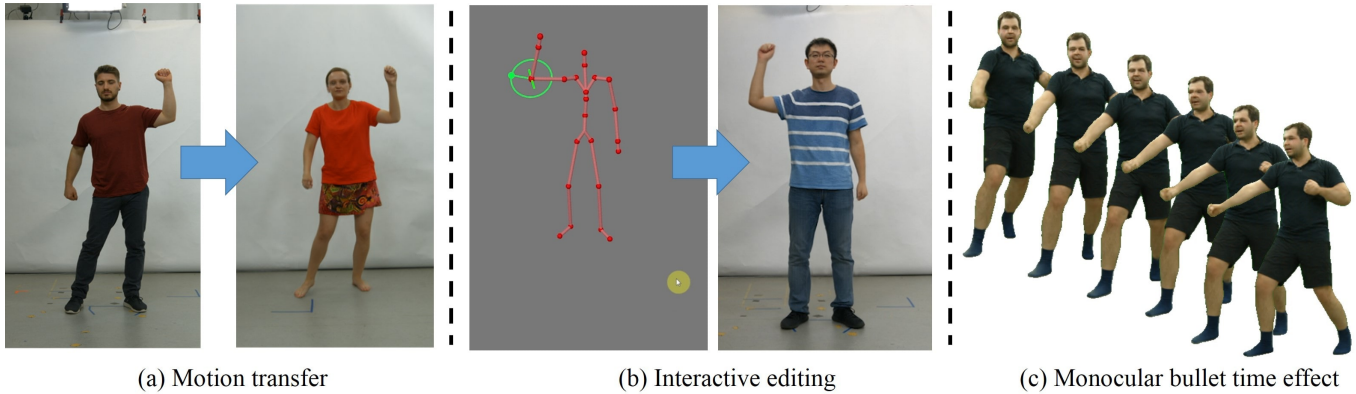 (a) Motion transfer
(b) Interactive editing
(c) Monocular bullet time effect